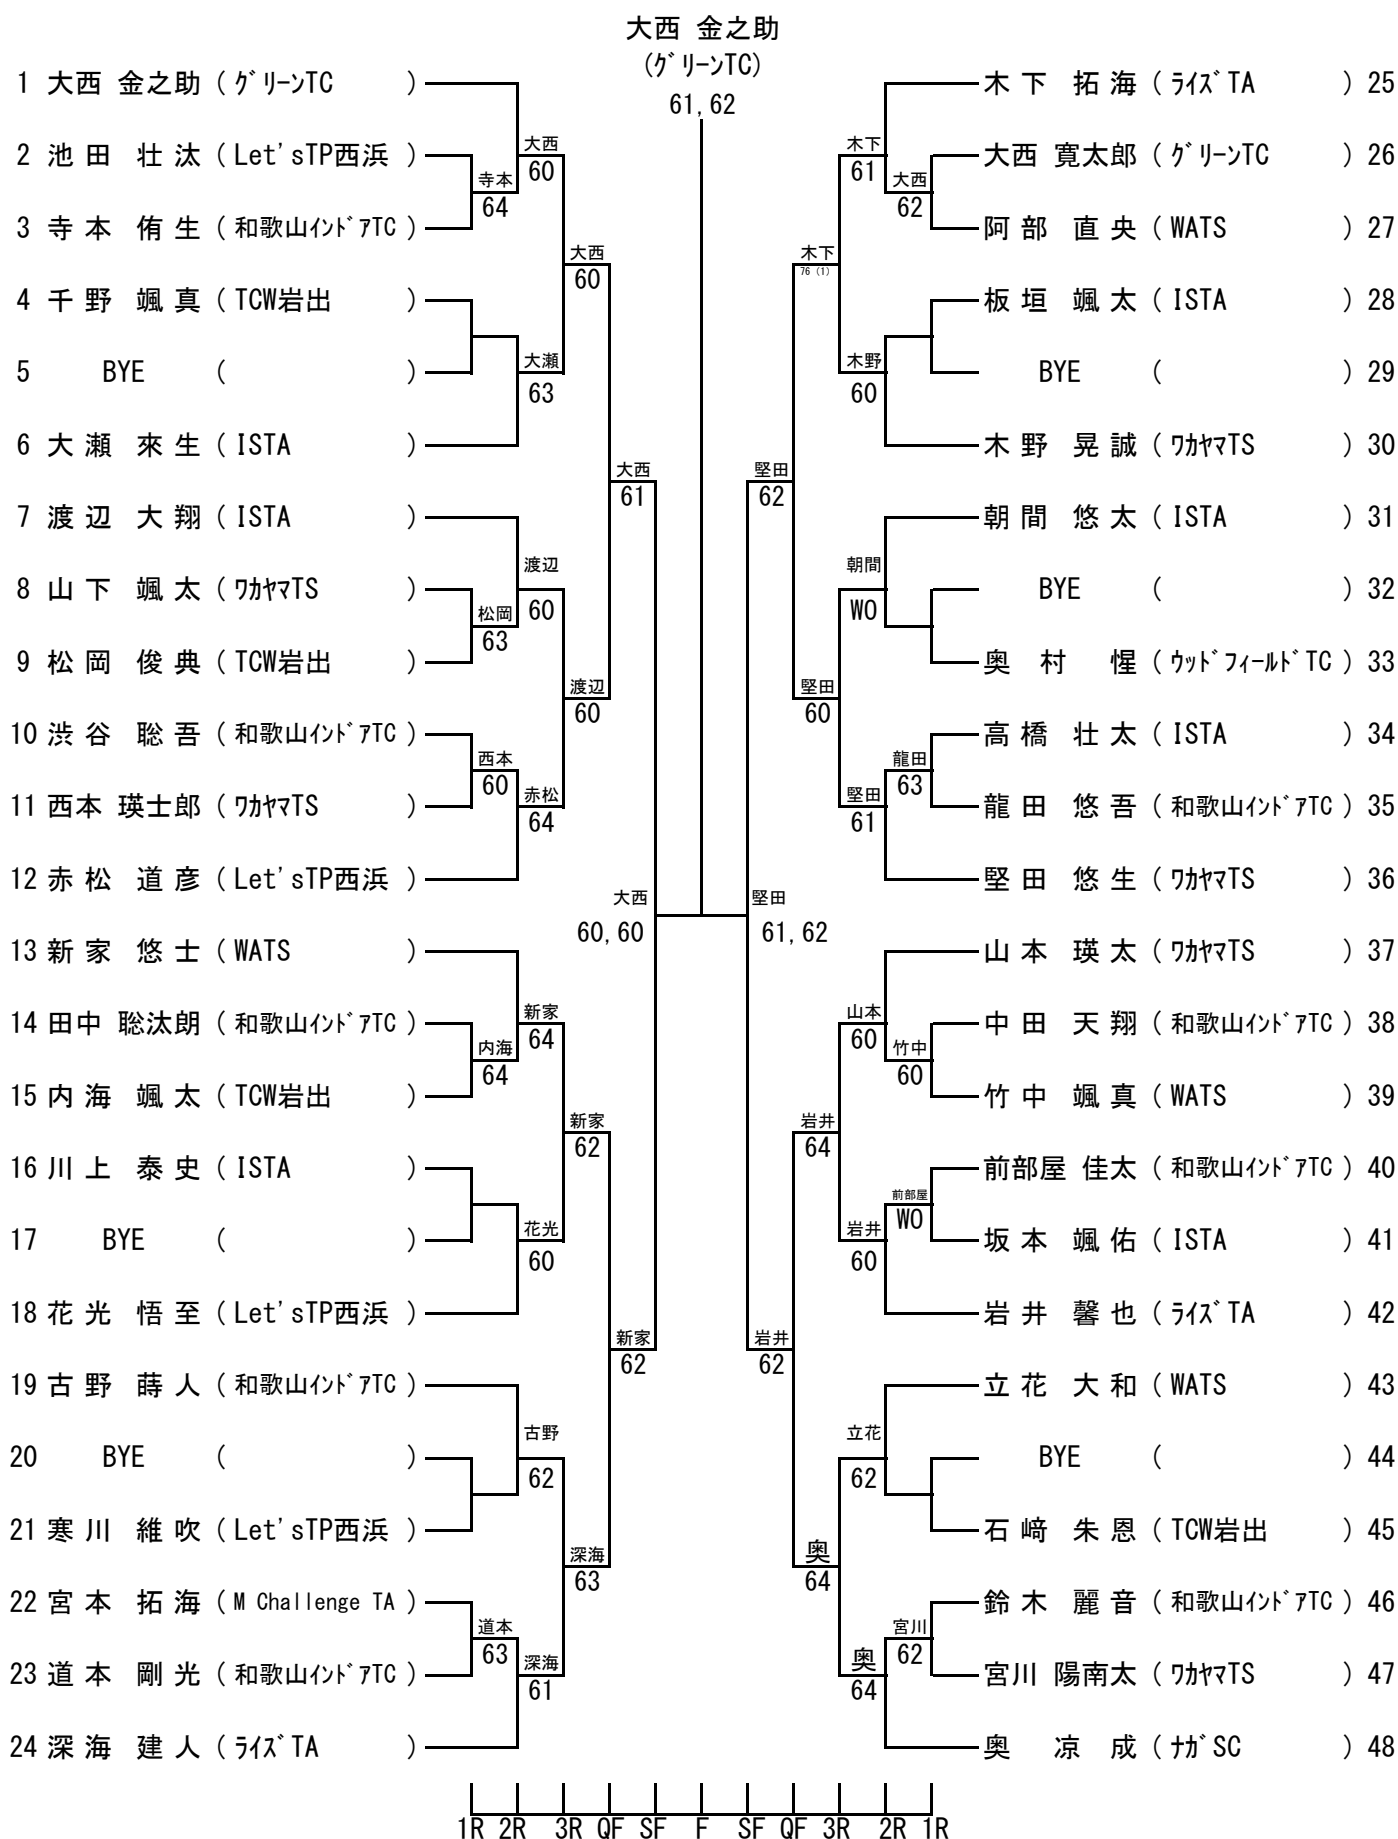 大西 金之助
(ｸﾞﾘｰﾝTC)
61,62
1 大西 金之助 ( ｸﾞﾘｰﾝTC )
2 池田 壮汰 ( Let'sTP西浜 )
3 寺本 侑生 ( 和歌山ｲﾝﾄﾞｱTC )
4 千野 颯真 ( TCW岩出 )
5 BYE ( )
6 大瀬 來生 ( ISTA )
7 渡辺 大翔 ( ISTA )
8 山下 颯太 ( ﾜｶﾔﾏTS )
9 松岡 俊典 ( TCW岩出 )
10 渋谷 聡吾 ( 和歌山ｲﾝﾄﾞｱTC )
11 西本 瑛士郎 ( ﾜｶﾔﾏTS )
12 赤松 道彦 ( Let'sTP西浜 )
13 新家 悠士 ( WATS )
14 田中 聡汰朗 ( 和歌山ｲﾝﾄﾞｱTC )
15 内海 颯太 ( TCW岩出 )
16 川上 泰史 ( ISTA )
17 BYE ( )
18 花光 悟至 ( Let'sTP西浜 )
19 古野 蒔人 ( 和歌山ｲﾝﾄﾞｱTC )
20 BYE ( )
21 寒川 維吹 ( Let'sTP西浜 )
22 宮本 拓海 ( M Challenge TA )
23 道本 剛光 ( 和歌山ｲﾝﾄﾞｱTC )
24 深海 建人 ( ﾗｲｽﾞTA )
寺本
64
松岡
63
西本
60
内海
64
道本
63
大西
60
大瀬
63
渡辺
60
赤松
64
新家
64
花光
60
古野
62
深海
61
大西
60
渡辺
60
新家
62
深海
63
大西
61
新家
62
大西
60,60
堅田
61,62
堅田
62
岩井
62
木下
76 (1)
堅田
60
岩井
64
奥
64
木下
61
木野
60
朝間
WO
堅田
61
山本
60
岩井
60
立花
62
奥
64
大西
62
龍田
63
竹中
60
前部屋
WO
宮川
62
木下 拓海 ( ﾗｲｽﾞTA ) 25
大西 寛太郎 ( ｸﾞﾘｰﾝTC ) 26
阿部 直央 ( WATS ) 27
板垣 颯太 ( ISTA ) 28
BYE ( ) 29
木野 晃誠 ( ﾜｶﾔﾏTS ) 30
朝間 悠太 ( ISTA ) 31
BYE ( ) 32
奥村 惺 ( ｳｯﾄﾞﾌｨｰﾙﾄﾞTC ) 33
高橋 壮太 ( ISTA ) 34
龍田 悠吾 ( 和歌山ｲﾝﾄﾞｱTC ) 35
堅田 悠生 ( ﾜｶﾔﾏTS ) 36
山本 瑛太 ( ﾜｶﾔﾏTS ) 37
中田 天翔 ( 和歌山ｲﾝﾄﾞｱTC ) 38
竹中 颯真 ( WATS ) 39
前部屋 佳太 ( 和歌山ｲﾝﾄﾞｱTC ) 40
坂本 颯佑 ( ISTA ) 41
岩井 馨也 ( ﾗｲｽﾞTA ) 42
立花 大和 ( WATS ) 43
BYE ( ) 44
石﨑 朱恩 ( TCW岩出 ) 45
鈴木 麗音 ( 和歌山ｲﾝﾄﾞｱTC ) 46
宮川 陽南太 ( ﾜｶﾔﾏTS ) 47
奥 凉成 ( ﾅｶﾞSC ) 48
1R 2R 3R QF SF F SF QF 3R 2R 1R